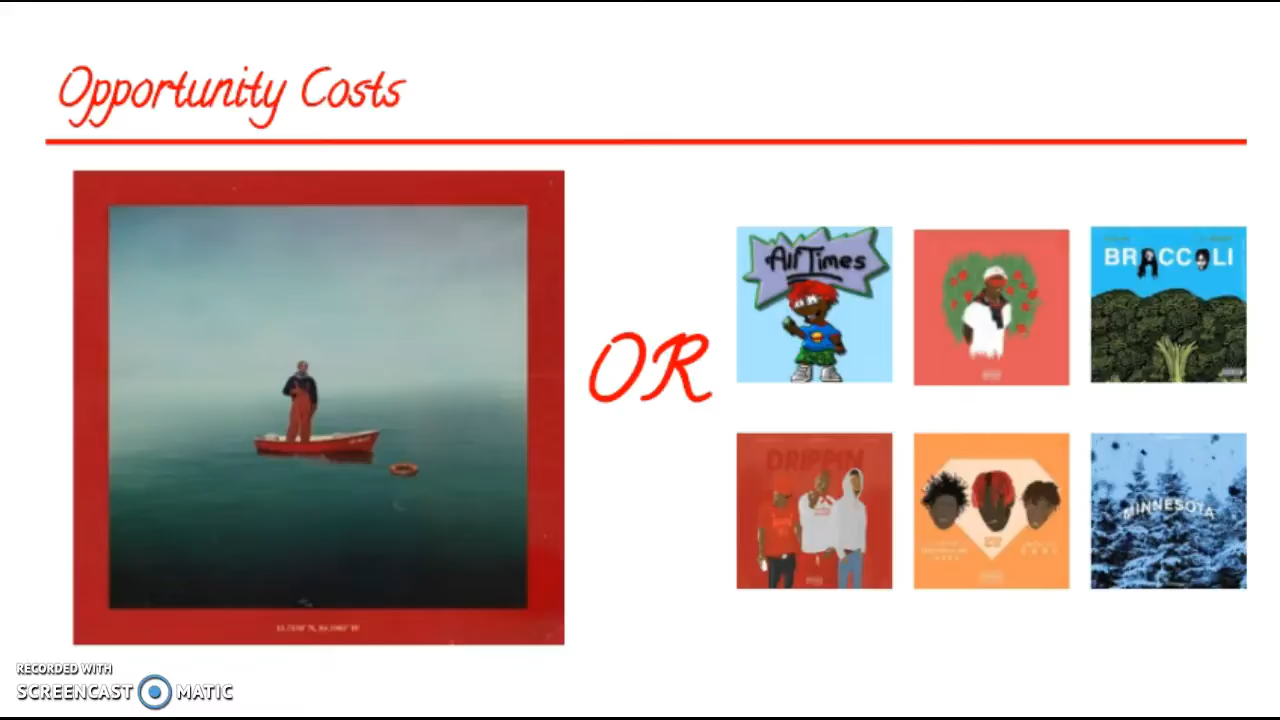 Opportunity Costs
All Times
BROCCOLI
OR
DRIPPIN
MINNESOTA
RECORDED WITH
SCREENCAST MATIC